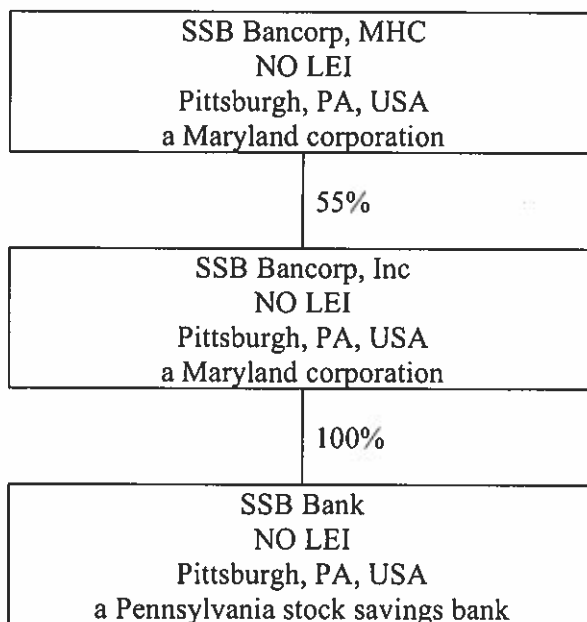 SSB Bancorp, MHC
NO LEI
Pittsburgh, PA, USA
a Maryland corporation
55%
SSB Bancorp, Inc
NO LEI
Pittsburgh, PA, USA
a Maryland corporation
100%
SSB Bank
NO LEI
Pittsburgh, PA, USA
a Pennsylvania stock savings bank